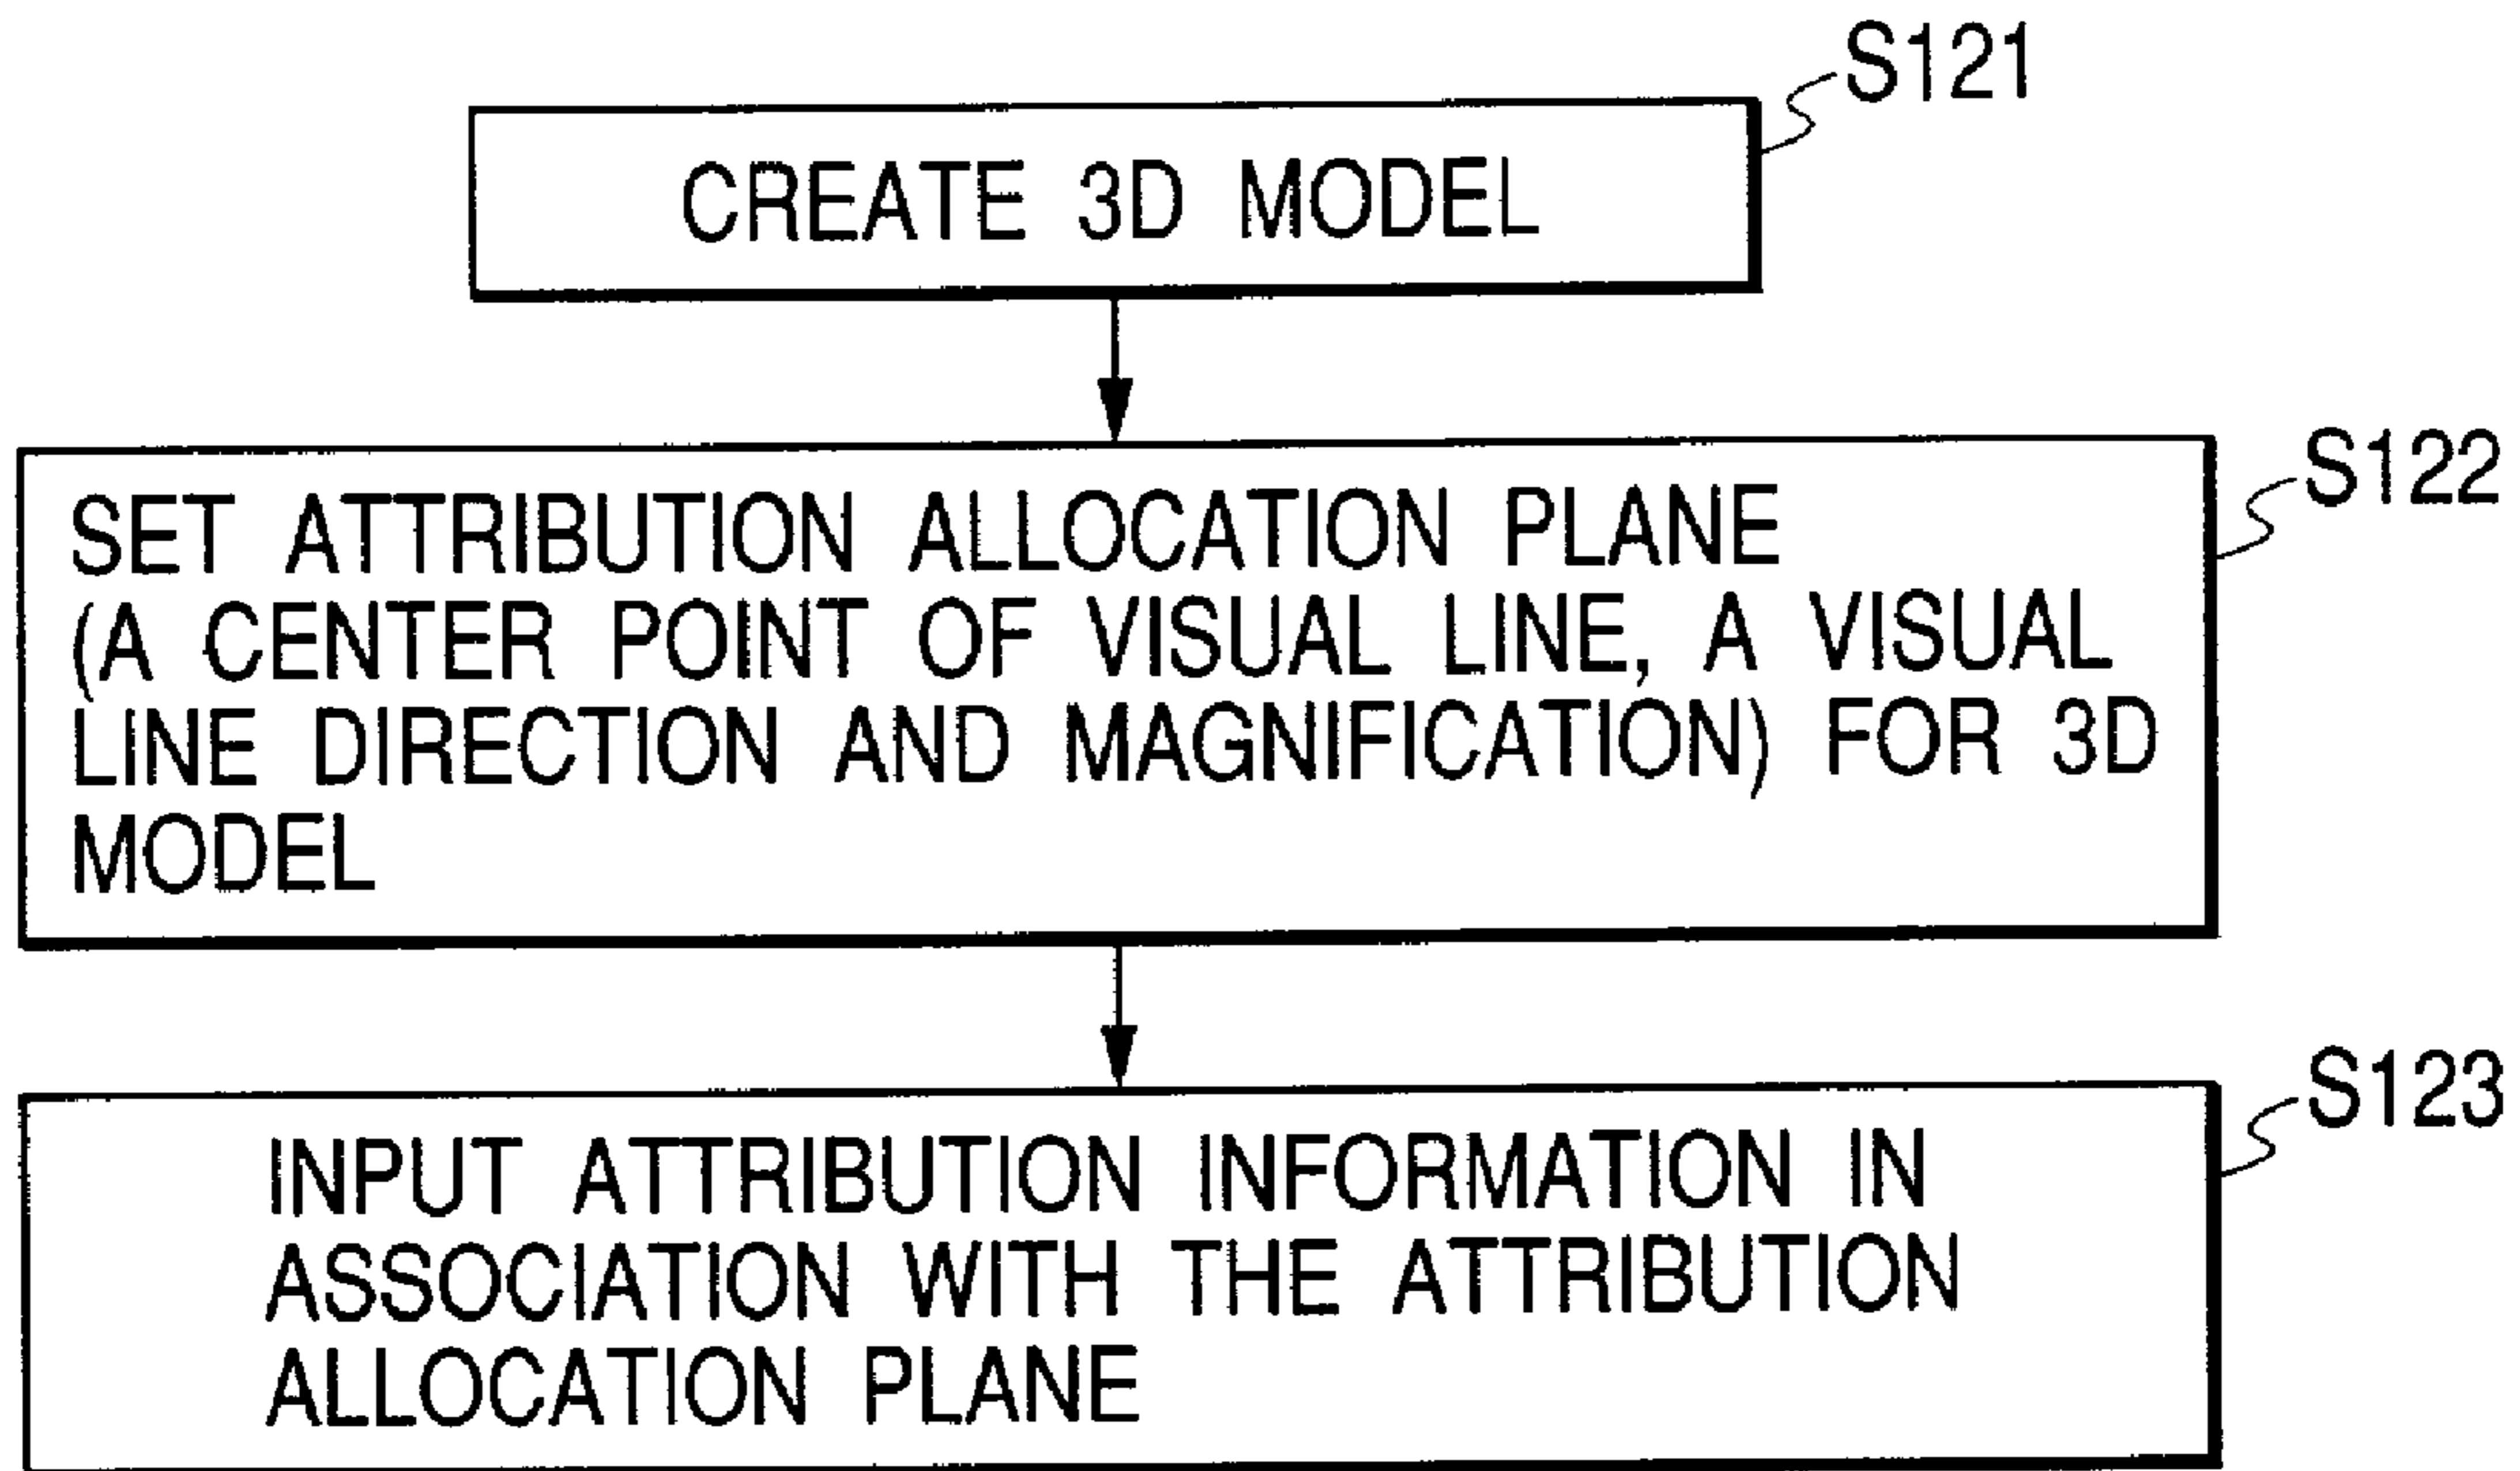 S121
CREATE 3D MODEL
S122
SET ATTRIBUTION ALLOCATION PLANE
(A CENTER POINT OF VISUAL LINE, A VISUAL
LINE DIRECTION AND MAGNIFICATION) FOR 3D
MODEL
S123
INPUT ATTRIBUTION INFORMATION IN
ASSOCIATION WITH THE ATTRIBUTION
ALLOCATION PLANE